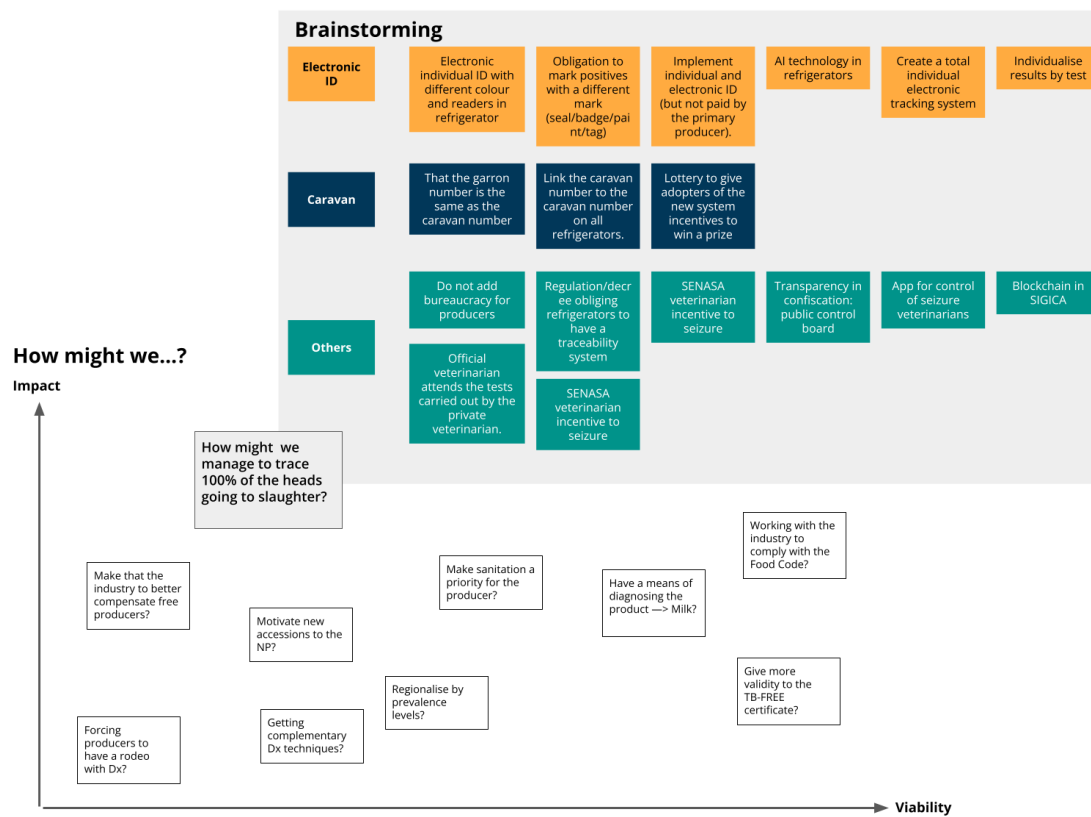 Brainstorming
Electronic
ID
Electronic
individual ID with
different colour
and readers in
refrigerator
Obligation to
mark positives
with a different
mark
(seal/badge/pai
nt/tag)
Implement
individual and
electronic ID
(but not paid by
the primary
producer).
AI technology in
refrigerators
Create a total
individual
electronic
tracking system
Individualise
results by test
Caravan
That the garron
number is the
same as the
caravan number
Link the caravan
number to the
caravan number
on all
refrigerators.
Lottery to give
adopters of the
new system
incentives to
win a prize
Others
Do not add
bureaucracy for
producers
Regulation/decr
ee obliging
refrigerators to
have a
traceability
system
SENASA
veterinarian
incentive to
seizure
Transparency in
confiscation:
public control
board
App for control
of seizure
veterinarians
Blockchain in
SIGICA
Official
veterinarian
attends the tests
carried out by the
private
veterinarian.
SENASA
veterinarian
incentive to
seizure
How might we...?
Impact
How might  we
manage to trace
100% of the heads
going to slaughter?
Working with the
industry to
comply with the
Food Code?
Make that the
industry to better
compensate free
producers?
Make sanitation a
priority for the
producer?
Have a means of
diagnosing the
product —> Milk?
Motivate new
accessions to the
NP?
Give more
validity to the
TB-FREE
certificate?
Regionalise by
prevalence
levels?
Forcing
producers to
have a rodeo
with Dx?
Getting
complementary
Dx techniques?
Viability